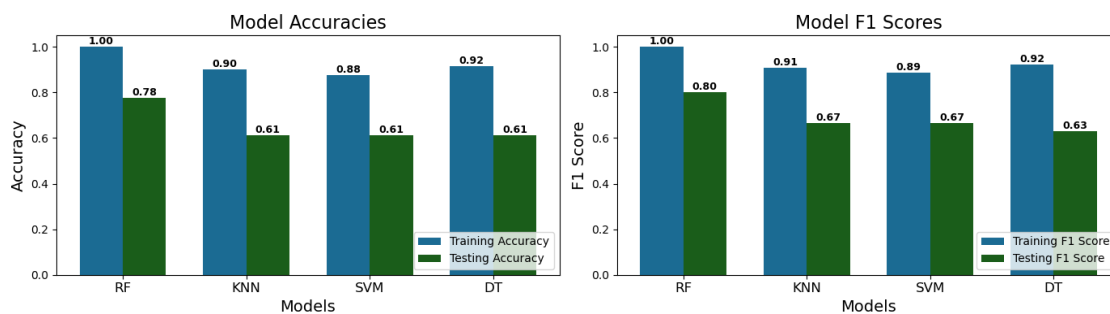 Model Accuracies
1.00
0.78
0.90
0.61
0.88
0.61
0.92
0.61
1.0
0.8
0.6
0.4
0.2
0.0
Accuracy
Training Accuracy
Testing Accuracy
RF
KNN
SVM
DT
Models
Model F1 Scores
1.00
0.80
0.91
0.67
0.89
0.67
0.92
0.63
1.0
0.8
0.6
0.4
0.2
0.0
F1 Score
Training F1 Score
Testing F1 Score
RF
KNN
SVM
DT
Models